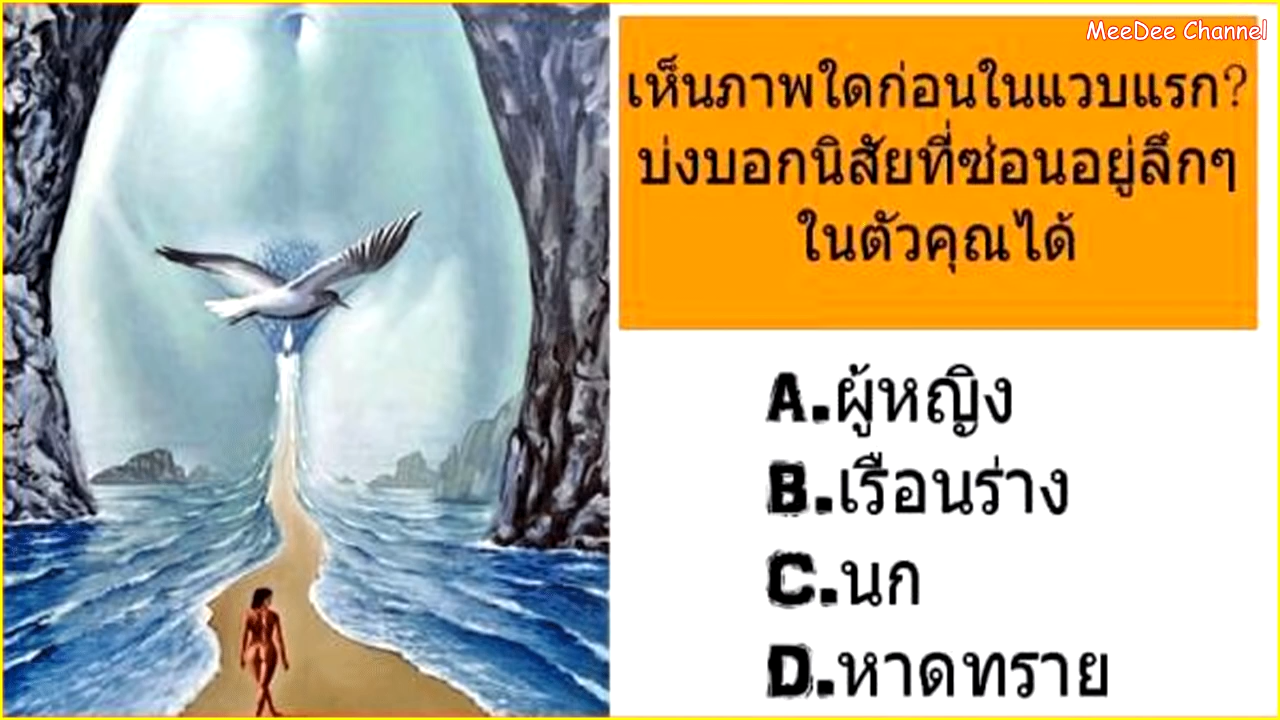 MeeDee Channel
เห็นภาพใดก่อนในแวบแรก?
บ่งบอกนิสัยที่ซ่อนอยู่ลึกๆ
ในตัวคุณได้
A.ผู้หญิง
B.เรือนร่าง
C.นก
D.หาดทราย